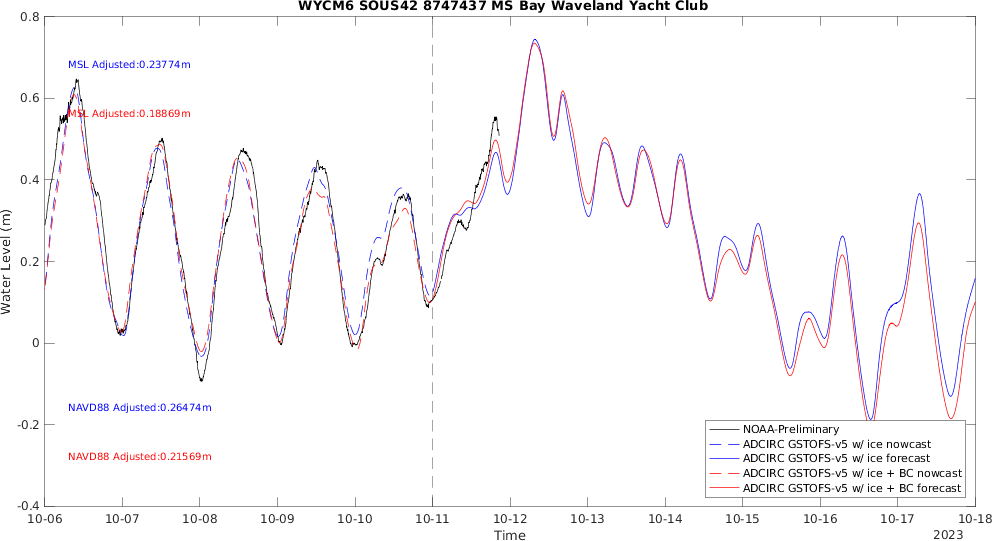 WYCM6 SOUS42 8747437 MS Bay Waveland Yacht Club
Water Level (m)
0.8
0.6
0.4
0.2
0
-0.2
-0.4
MSL Adjusted:0.23774m
MSL Adjusted:0.18869m
NAVD88 Adjusted:0.26474m
NAVD88 Adjusted:0.21569m
NOAA-Preliminary
ADCIRC GSTOFS-v5 w/ ice nowcast
ADCIRC GSTOFS-v5 w/ ice forecast
ADCIRC GSTOFS-v5 w/ ice + BC nowcast
ADCIRC GSTOFS-v5 w/ ice + BC forecast
10-06 10-07 10-08 10-09 10-10 10-11 10-12 10-13 10-14 10-15 10-16 10-17 10-18
Time
2023